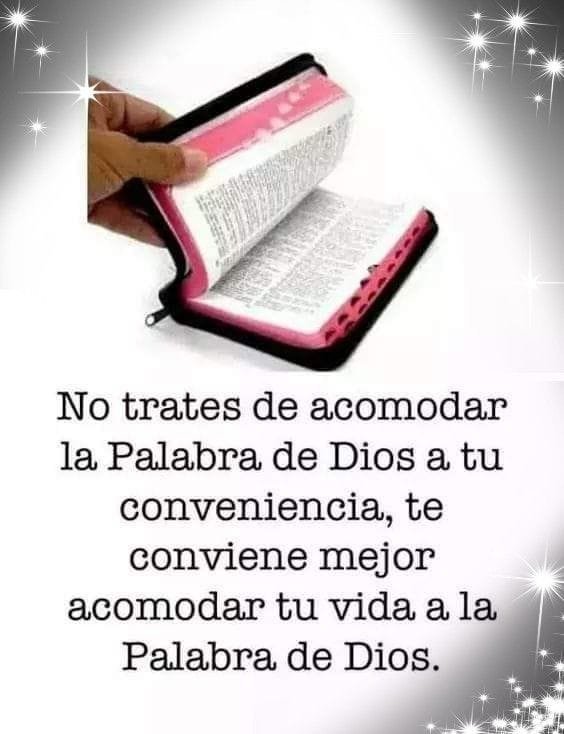 No trates de acomodar
la Palabra de Dios a tu
conveniencia, te
conviene mejor
acomodar tu vida a la
Palabra de Dios.